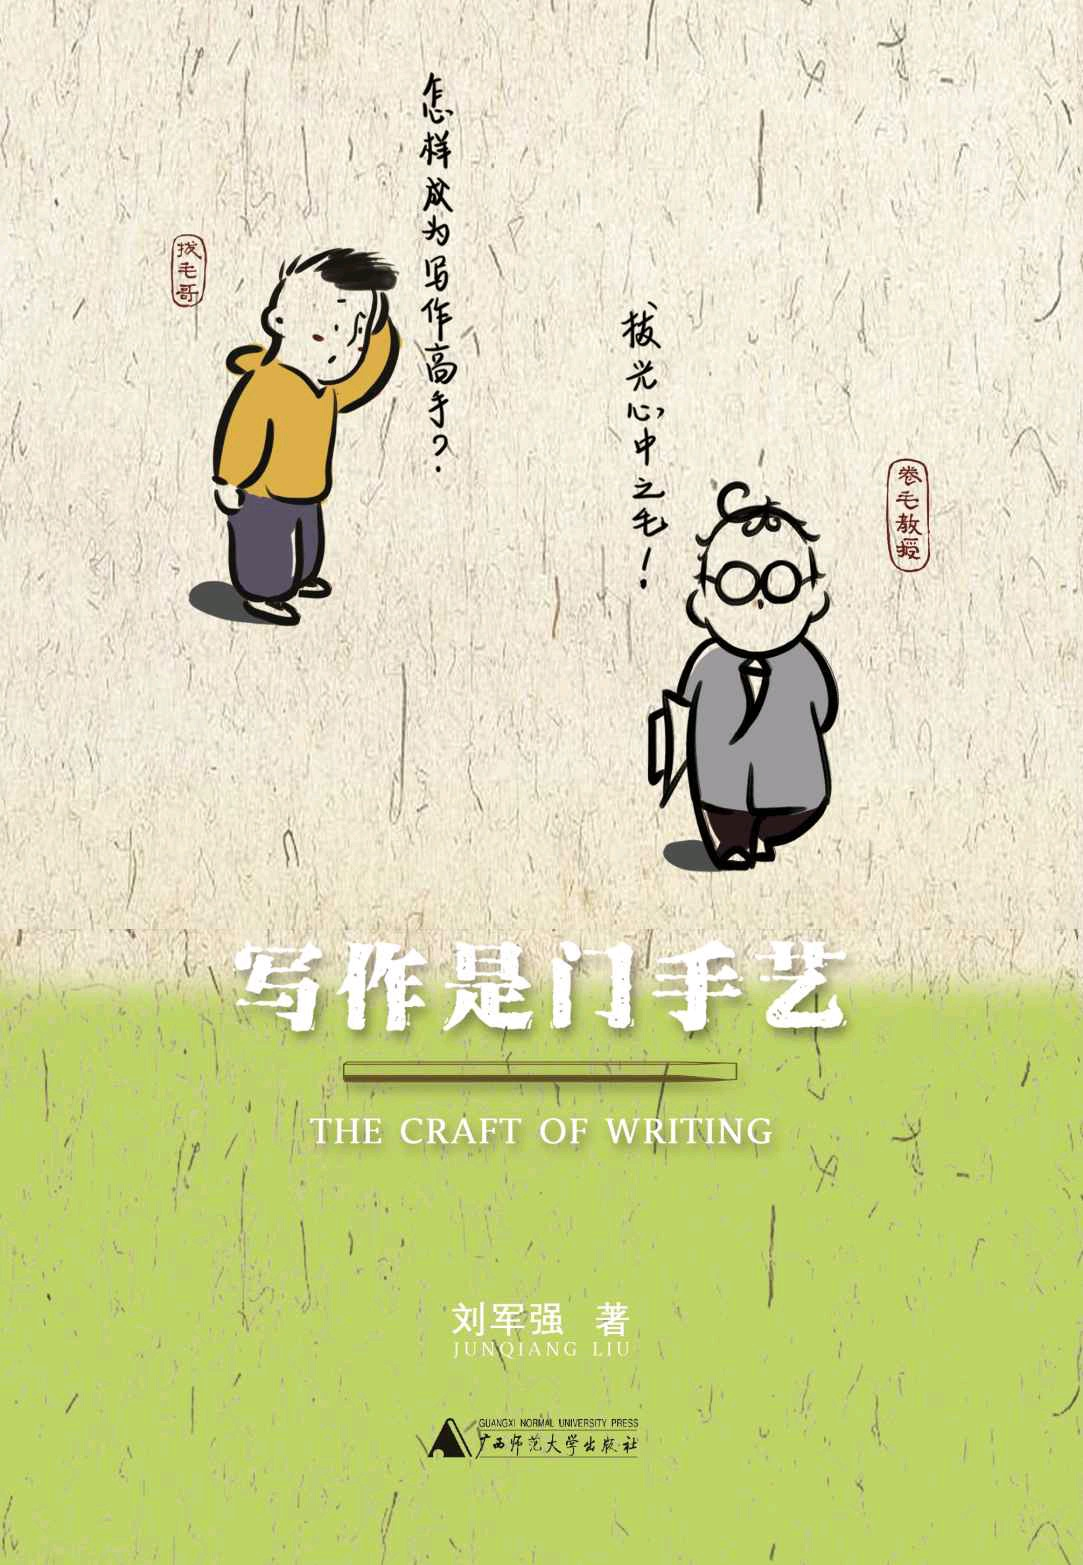 怎样成为写作高手？
拔毛哥
拔光心中之毛！
卷毛教授
写作是门手艺
THE CRAFT OF WRITING
刘军强 著
JUNQIANG LIU
GUANGXI NORMAL UNIVERSITY PRESS
广西师范大学出版社